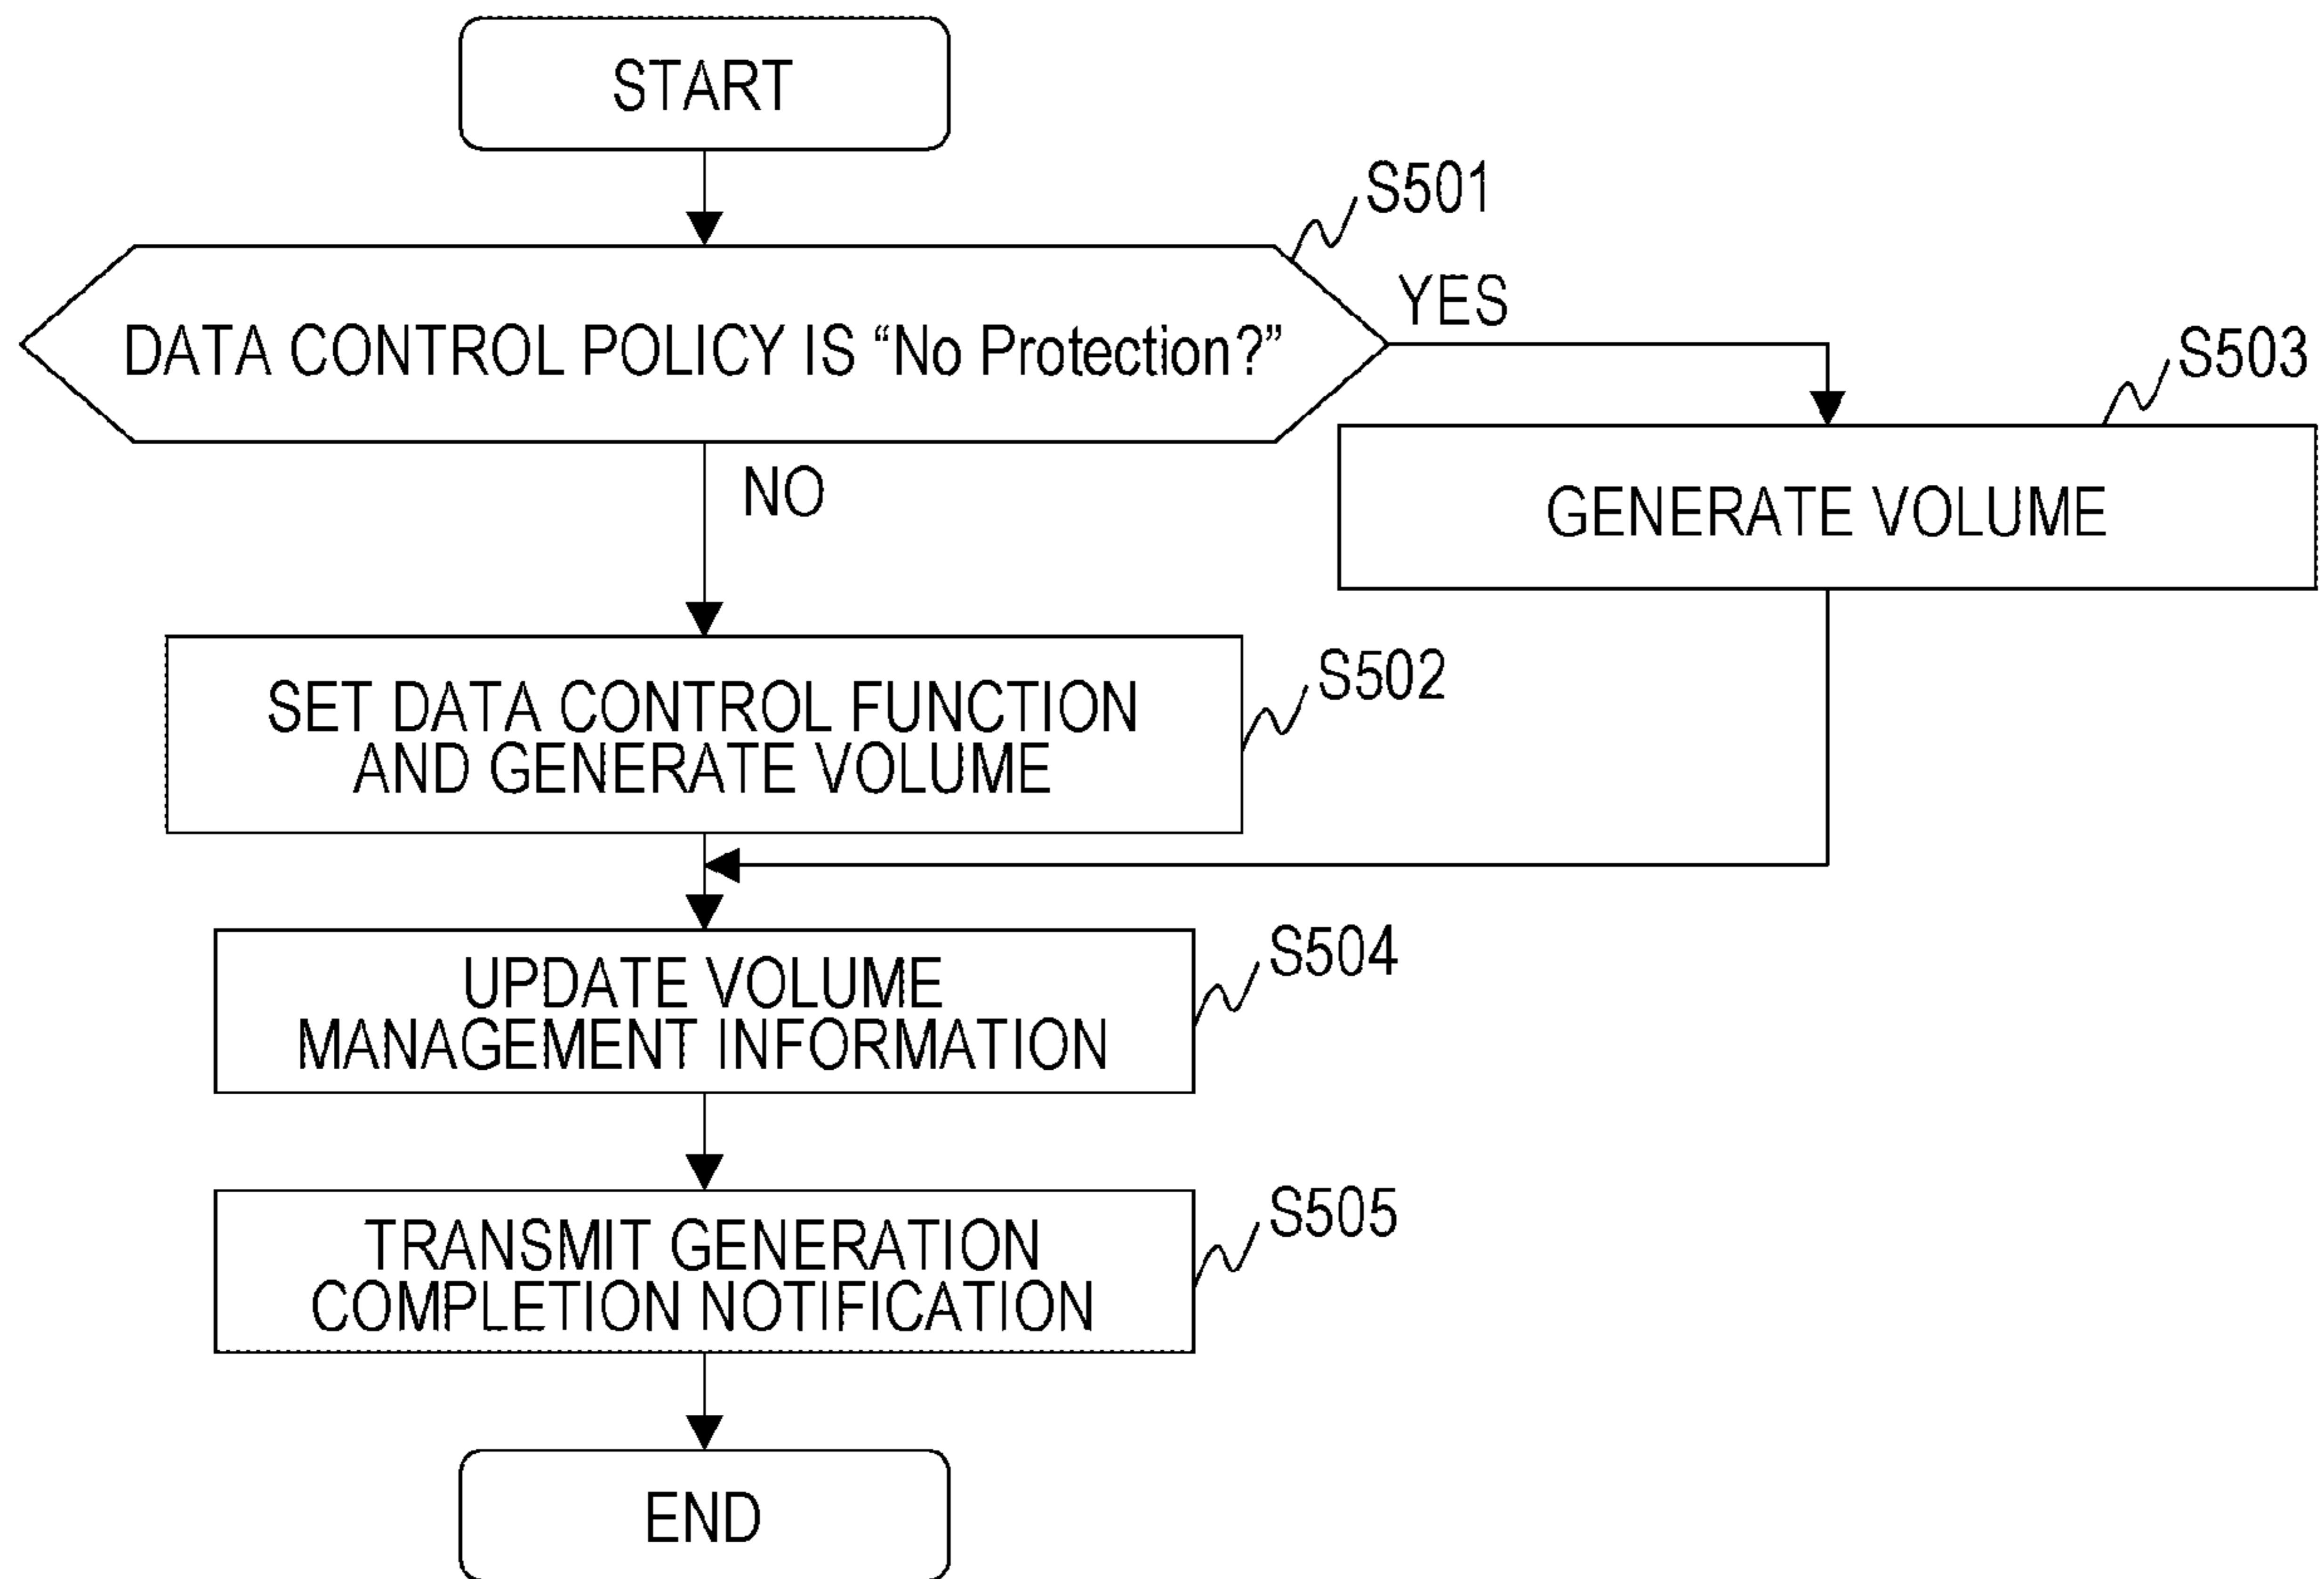 START
S501
DATA CONTROL POLICY IS “No Protection?”
YES
NO
S503
GENERATE VOLUME
SET DATA CONTROL FUNCTION
AND GENERATE VOLUME
S502
UPDATE VOLUME
MANAGEMENT INFORMATION
S504
TRANSMIT GENERATION
COMPLETION NOTIFICATION
S505
END